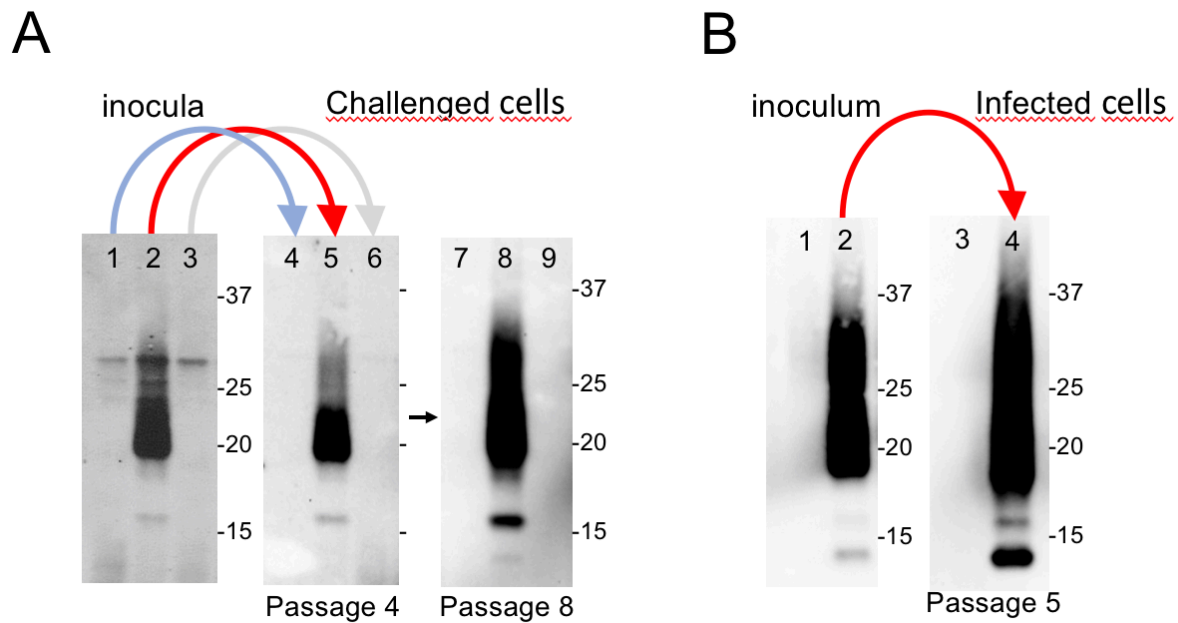 A
B
inocula
Challenged cells
inoculum
Infected cells
1 2 3
4 5 6
7 8 9
1 2
3 4
-37
-25
-20
-15
-
-
-
-
-37
-25
-20
-15
-37
-25
-20
-15
-37
-25
-20
-15
Passage 4
Passage 8
Passage 5